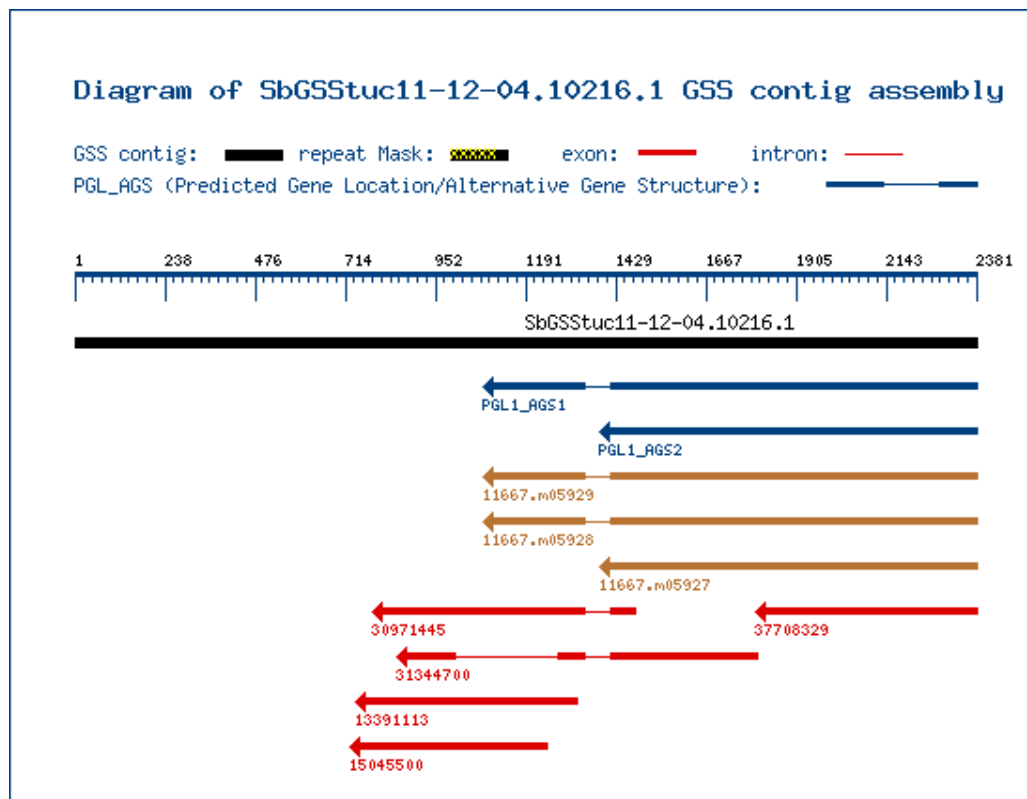 Diagram of SbGSStuc11-12-04.10216.1 GSS contig assembly
GSS contig: repeat Mask: exon: intron:
PGL_AGS (Predicted Gene Location/Alternative Gene Structure):
1 238 476 714 952 1191 1429 1667 1905 2143 2381
SbGSStuc11-12-04.10216.1
PGL1_AGS1
PGL1_AGS2
11667.m05929
11667.m05928
11667.m05927
30971445 37708329
31344700
13391113
15045500